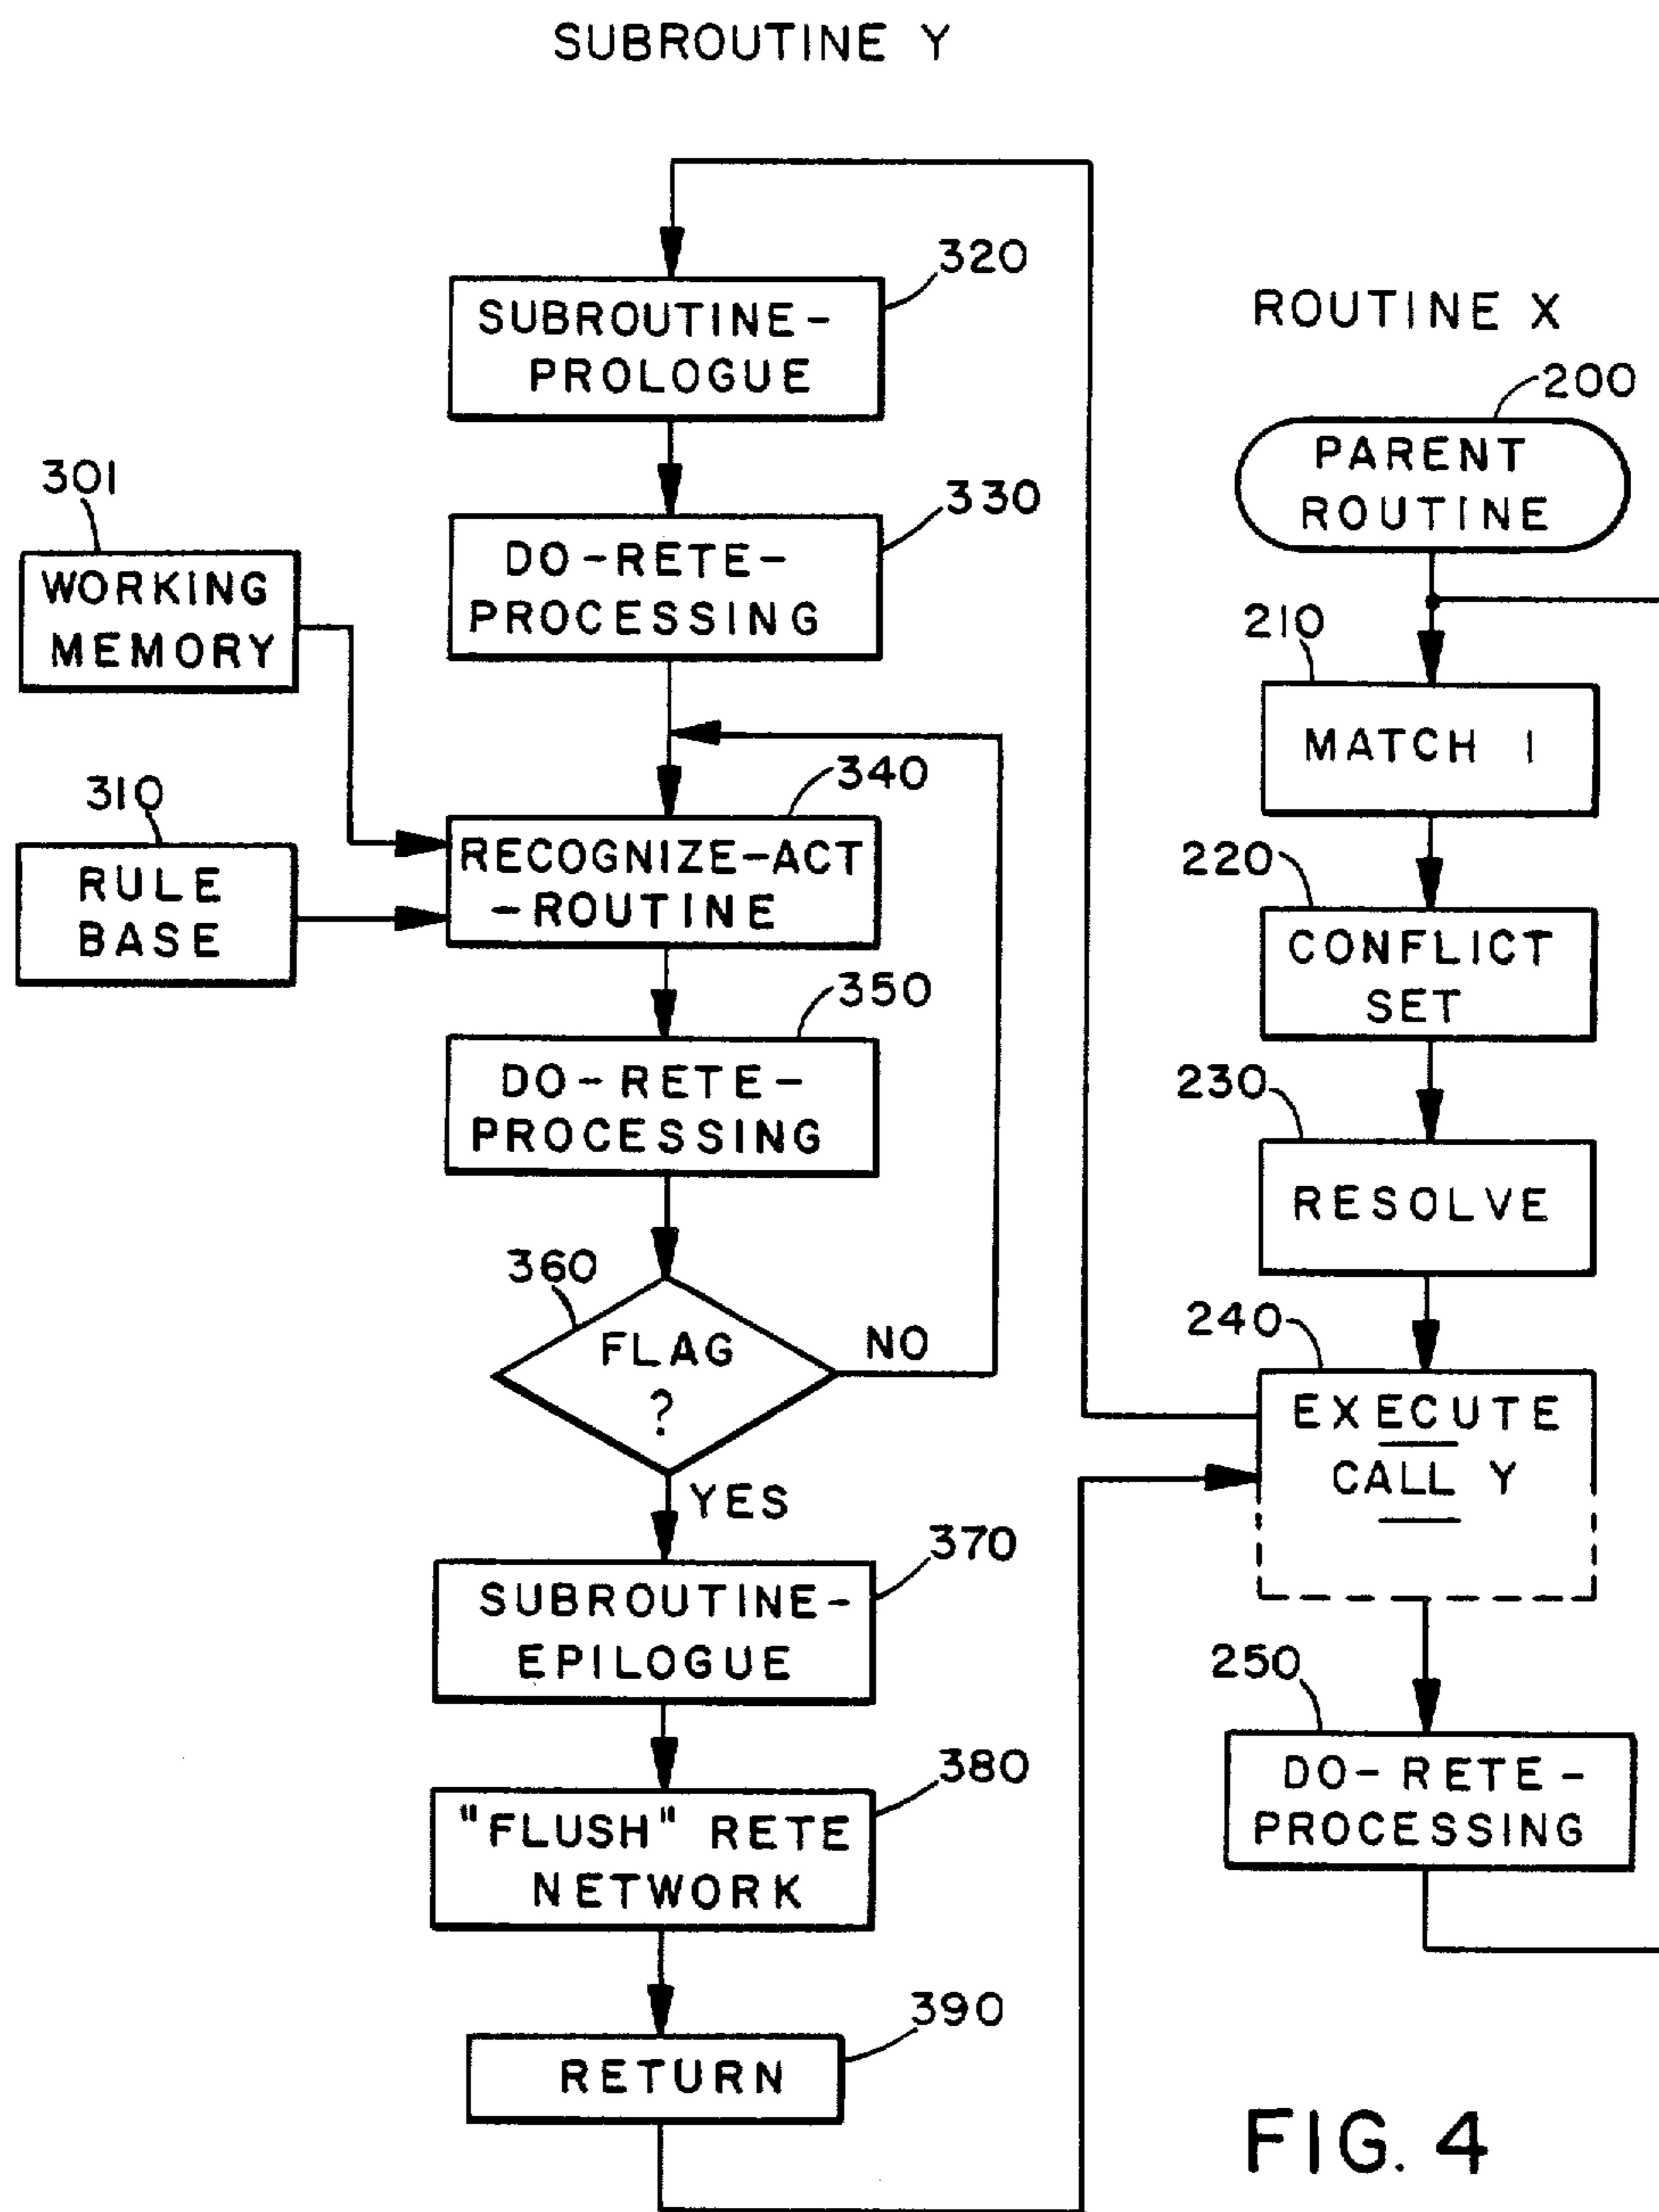 SUBROUTINE Y
320
SUBROUTINE-
PROLOGUE
330
DO-RETE-
PROCESSING
301
WORKING
MEMORY
310
RULE
BASE
340
RECOGNIZE-ACT
-ROUTINE
350
DO-RETE-
PROCESSING
360
FLAG
?
NO
YES
370
SUBROUTINE-
EPILOGUE
380
"FLUSH" RETE
NETWORK
390
RETURN
ROUTINE X
200
PARENT
ROUTINE
210
MATCH 1
220
CONFLICT
SET
230
RESOLVE
240
EXECUTE
CALL Y
250
DO-RETE-
PROCESSING
FIG. 4